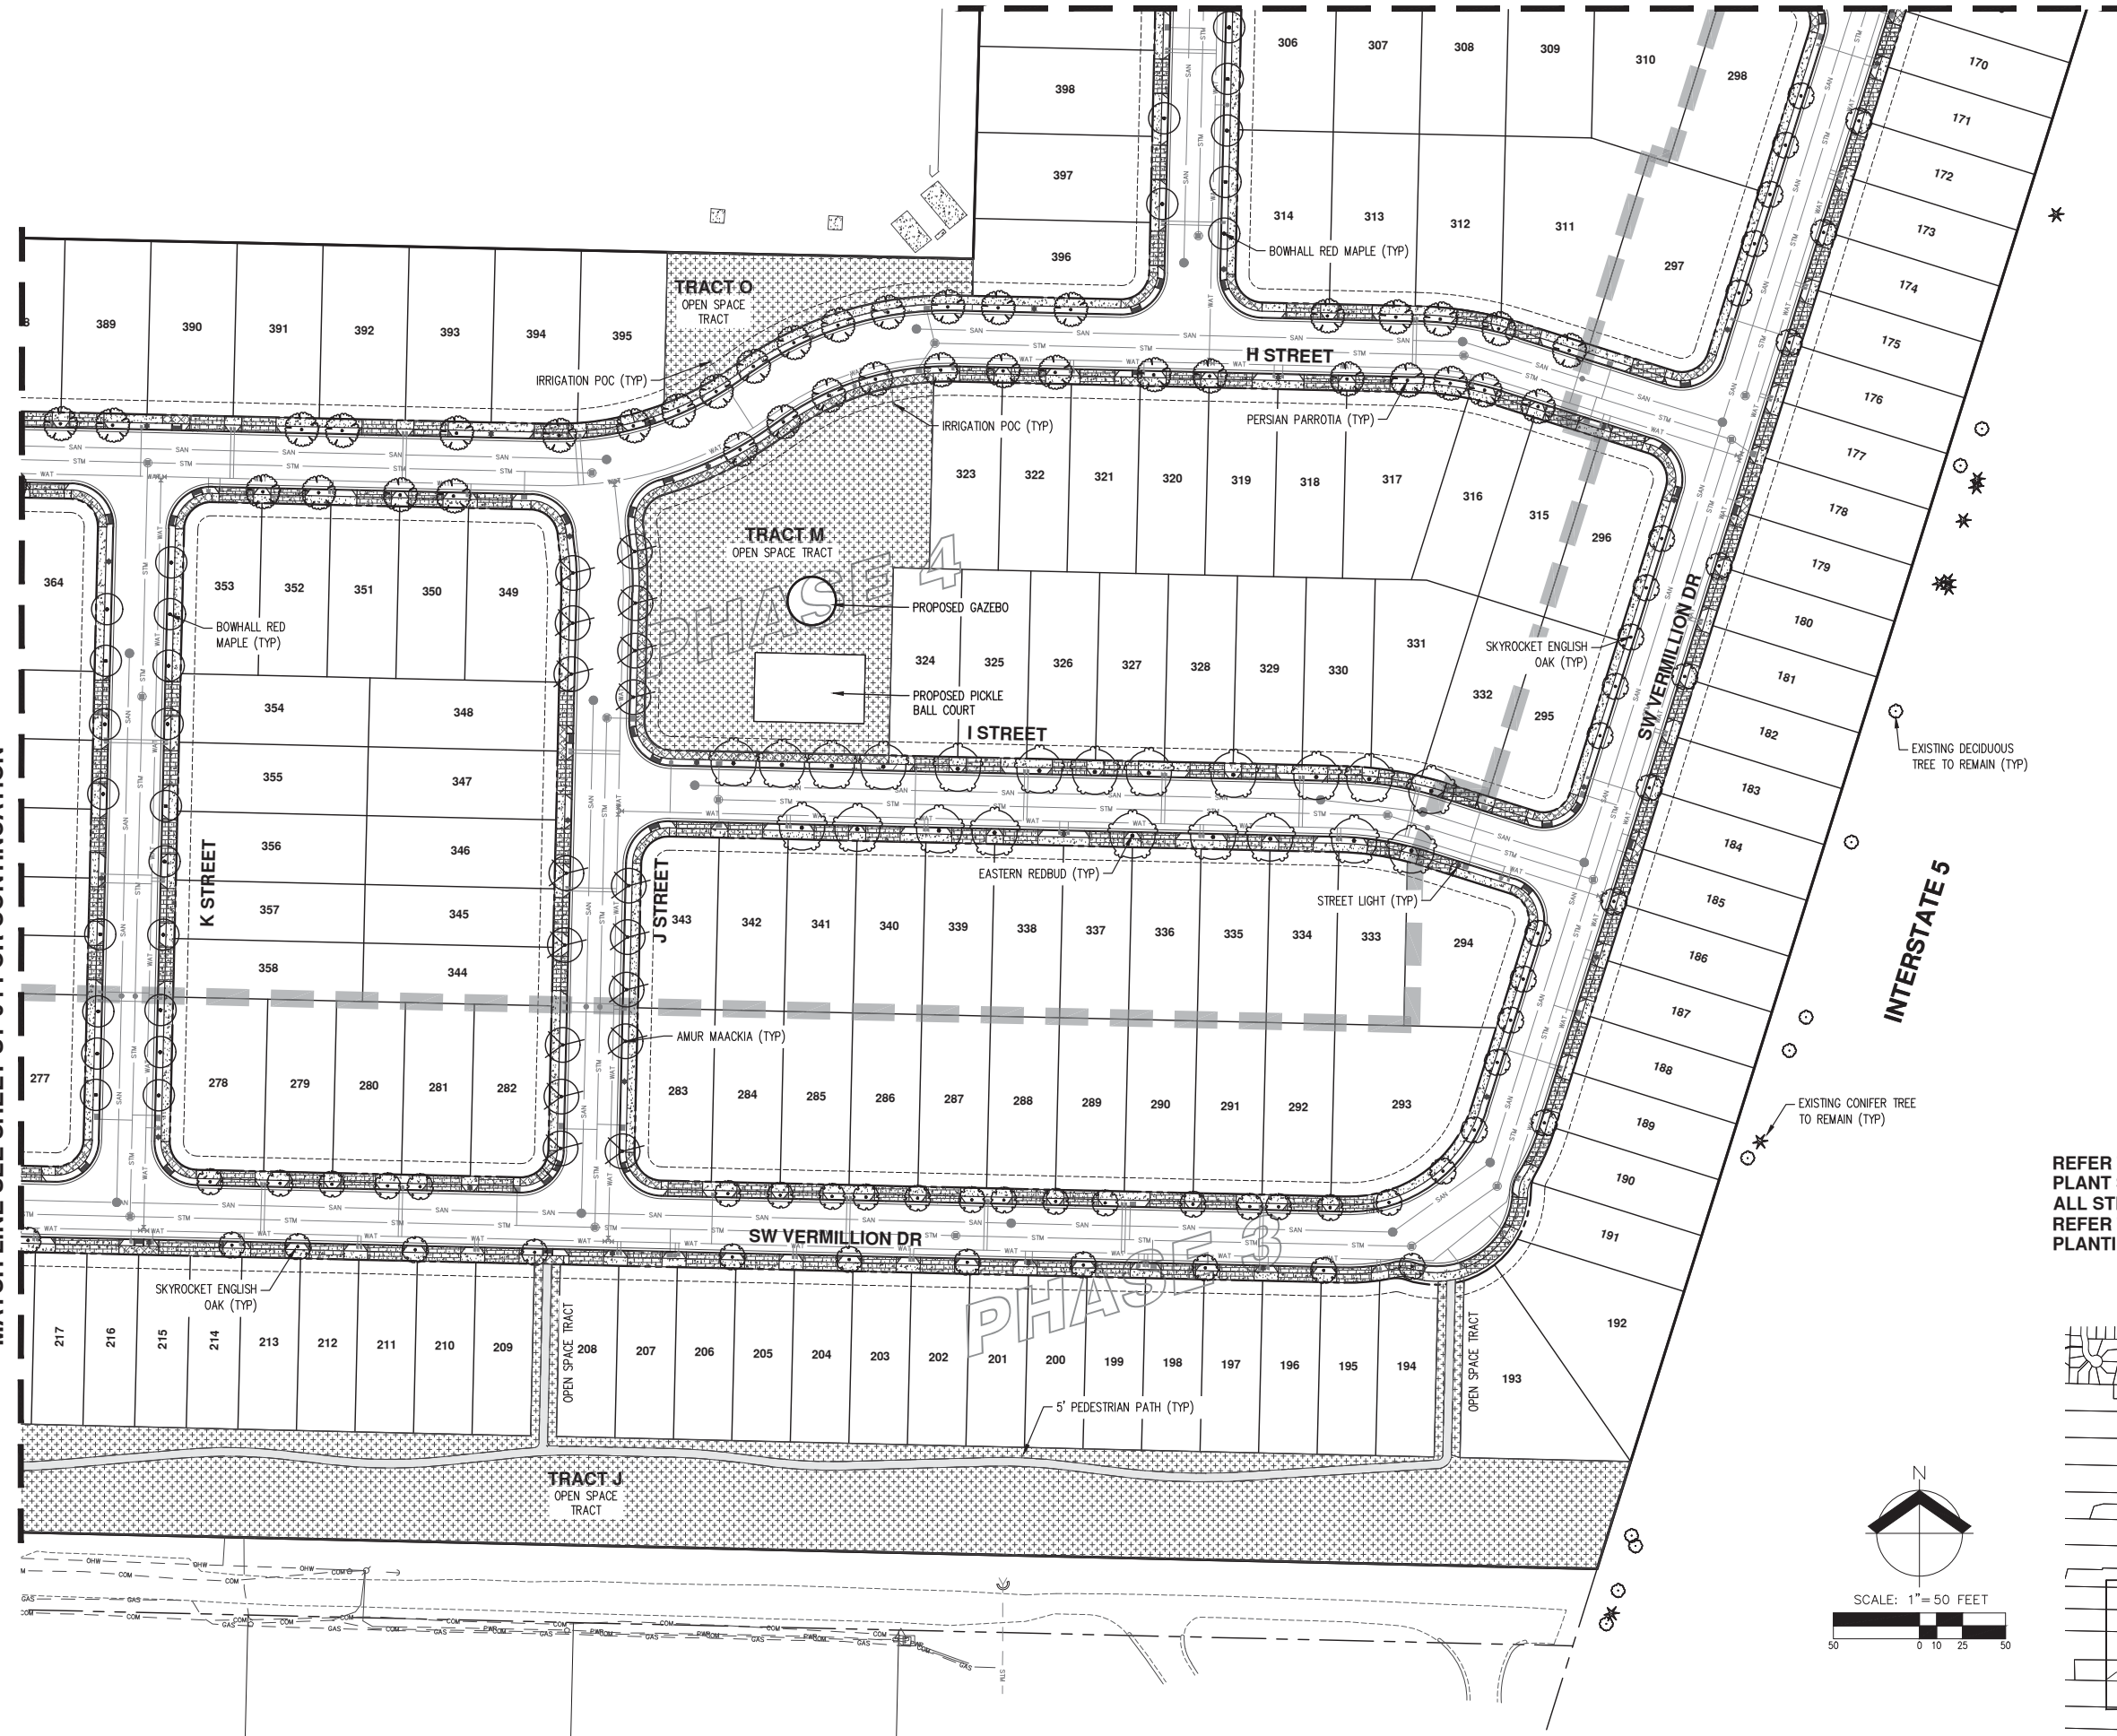 306
307
308
309
310
298
170
171
172
173
174
175
176
177
178
179
180
181
182
183
184
185
186
187
188
189
190
191
192
193
398
397
396
314
313
312
311
297
BOWHALL RED MAPLE (TYP)
389
390
391
392
393
394
395
TRACT O
OPEN SPACE
TRACT
IRRIGATION POC (TYP)
H STREET
PERSIAN PARROTIA (TYP)
IRRIGATION POC (TYP)
323
322
321
320
319
318
317
316
315
296
TRACT M
OPEN SPACE TRACT
PHASE 4
PROPOSED GAZEBO
PROPOSED PICKLE
BALL COURT
364
353
352
351
350
349
BOWHALL RED
MAPLE (TYP)
324
325
326
327
328
329
330
331
332
295
SKYROCKET ENGLISH
OAK (TYP)
SW VERMILLION DR
I STREET
354
348
355
347
356
346
357
345
358
344
K STREET
J STREET
EXISTING DECIDUOUS
TREE TO REMAIN (TYP)
EASTERN REDBUD (TYP)
STREET LIGHT (TYP)
INTERSTATE 5
343
342
341
340
339
338
337
336
335
334
333
294
AMUR MAACKIA (TYP)
277
278
279
280
281
282
283
284
285
286
287
288
289
290
291
292
293
EXISTING CONIFER TREE
TO REMAIN (TYP)
REFER
PLANT
REFER
SW VERMILLION DR
PHASE 3
SKYROCKET ENGLISH
OAK (TYP)
217
216
215
214
213
212
211
210
209
OPEN SPACE TRACT
208
207
206
205
204
203
202
201
200
199
198
197
196
195
194
OPEN SPACE TRACT
5' PEDESTRIAN PATH (TYP)
TRACT J
OPEN SPACE
TRACT
N
SCALE: 1"= 50 FEET
50 0 10 25 50
SAN
STM
WAT
OHW
COM
GAS
PWR